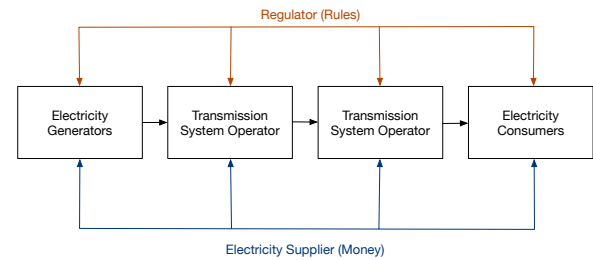 Regulator (Rules)
Electricity
Generators
Transmission
System Operator
Transmission
System Operator
Electricity
Consumers
Electricity Supplier (Money)